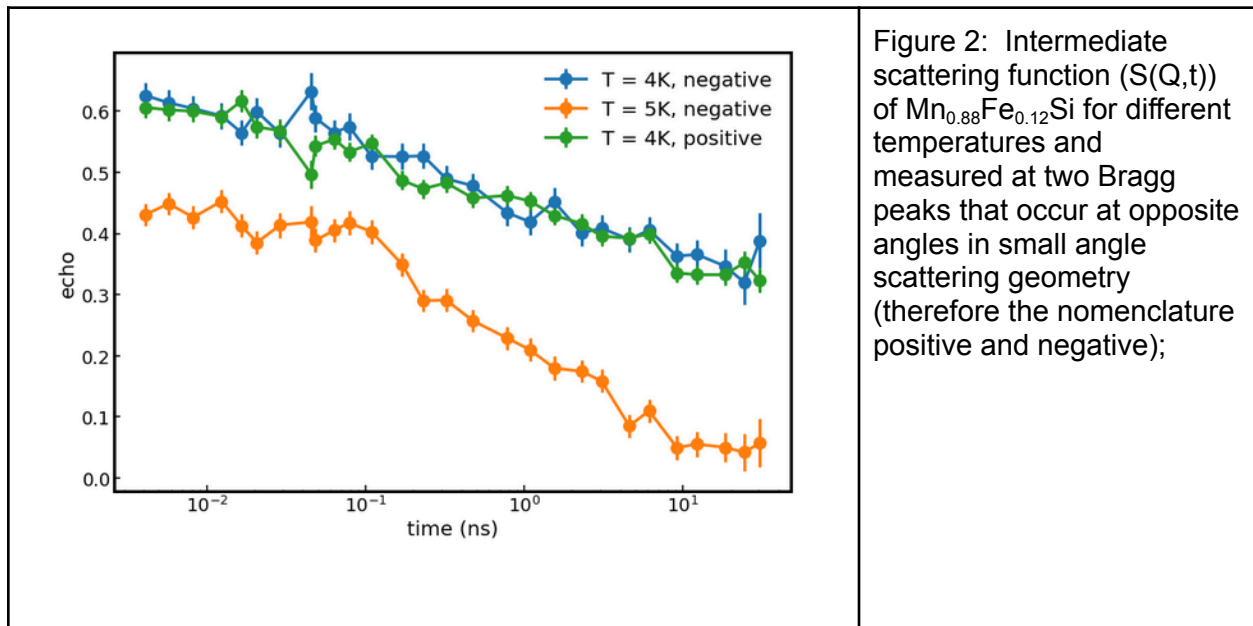 T = 4K, negative
T = 5K, negative
T = 4K, positive
echo
0.6
0.5
0.4
0.3
0.2
0.1
0.0
10⁻²
10⁻¹
10⁰
10¹
time (ns)
Figure 2: Intermediate
scattering function (S(Q,t))
of Mn₀.₈₈Fe₀.₁₂Si for different
temperatures and
measured at two Bragg
peaks that occur at opposite
angles in small angle
scattering geometry
(therefore the nomenclature
positive and negative);